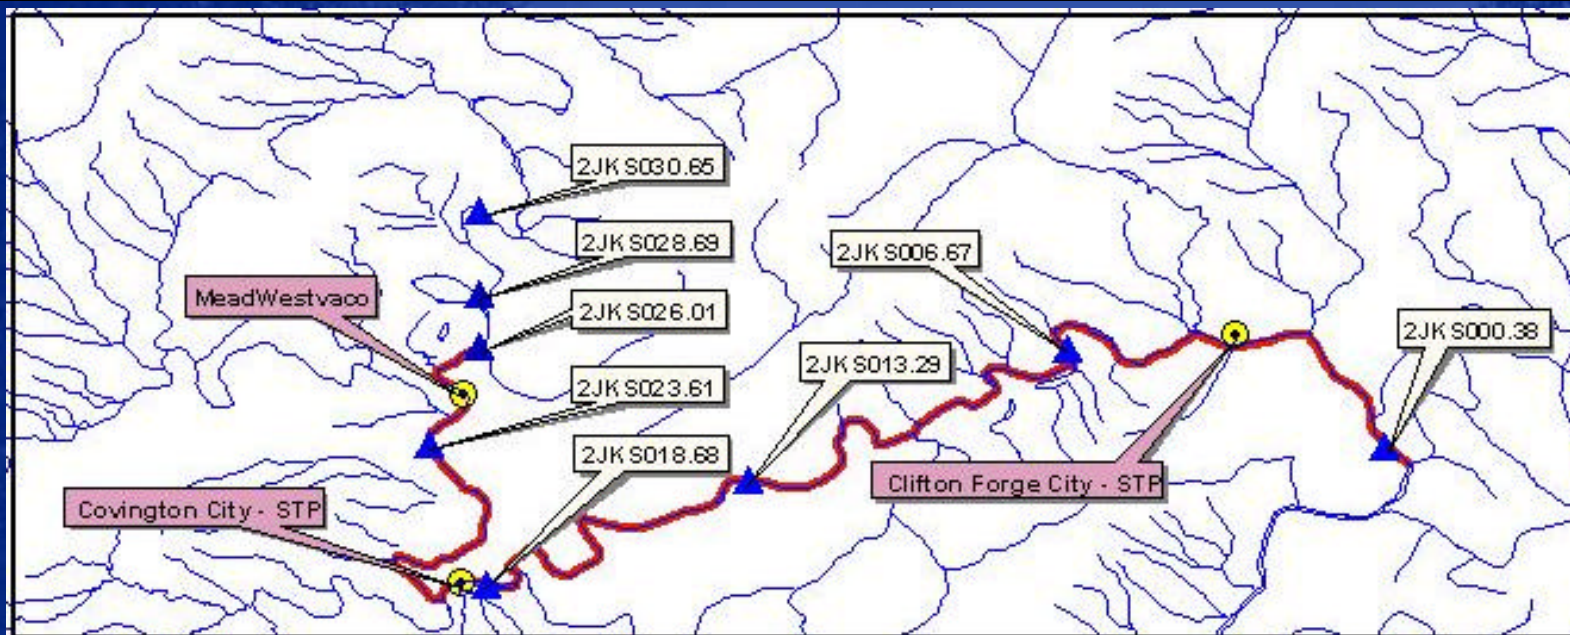 2JKS030.65
2JKS028.69
2JKS006.67
MeadWestvaco
2JKS026.01
2JKS000.38
2JKS013.29
2JKS023.61
2JKS018.68
Clifton Forge City - STP
Covington City - STP